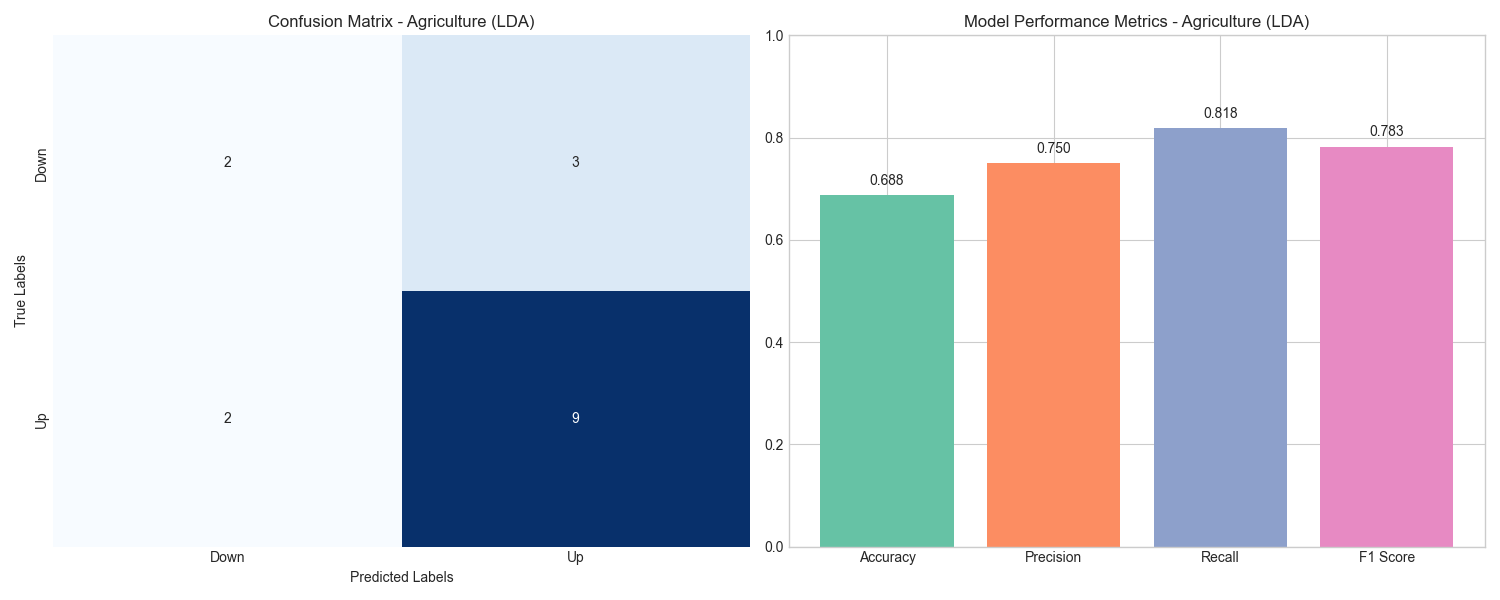 Confusion Matrix - Agriculture (LDA)
True Labels
Down
Up
2
3
2
9
Down
Up
Predicted Labels
Model Performance Metrics - Agriculture (LDA)
1.0
0.8
0.6
0.4
0.2
0.0
0.688
0.750
0.818
0.783
Accuracy
Precision
Recall
F1 Score